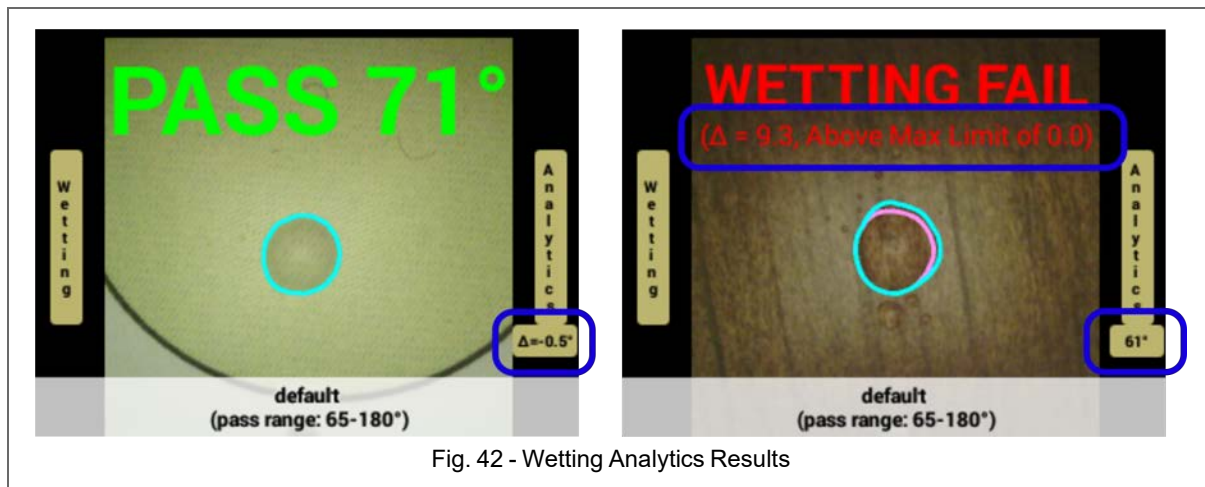 PASS 71°
Wetting
Analytics
Δ=-0.5°
default
(pass range: 65-180°)
WETTING FAIL
(Δ = 9.3, Above Max Limit of 0.0)
Wetting
Analytics
61°
default
(pass range: 65-180°)
Fig. 42 - Wetting Analytics Results